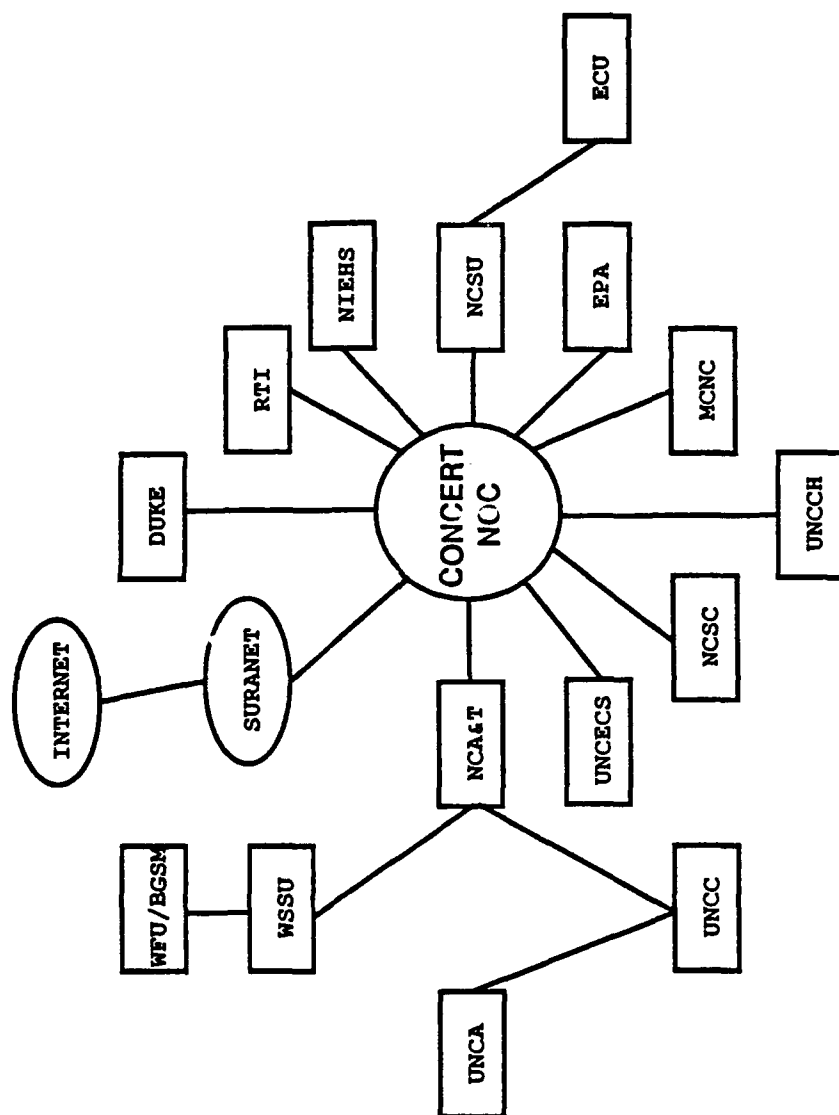 INTERNET
SURANET
DUKE
RTI
NIEHS
WFU/BGSM
WSSU
NCA&T
CONCERT
NOC
NCSU
ECU
UNCA
UNCC
UNCECS
NCSC
UNCCH
MCNC
EPA